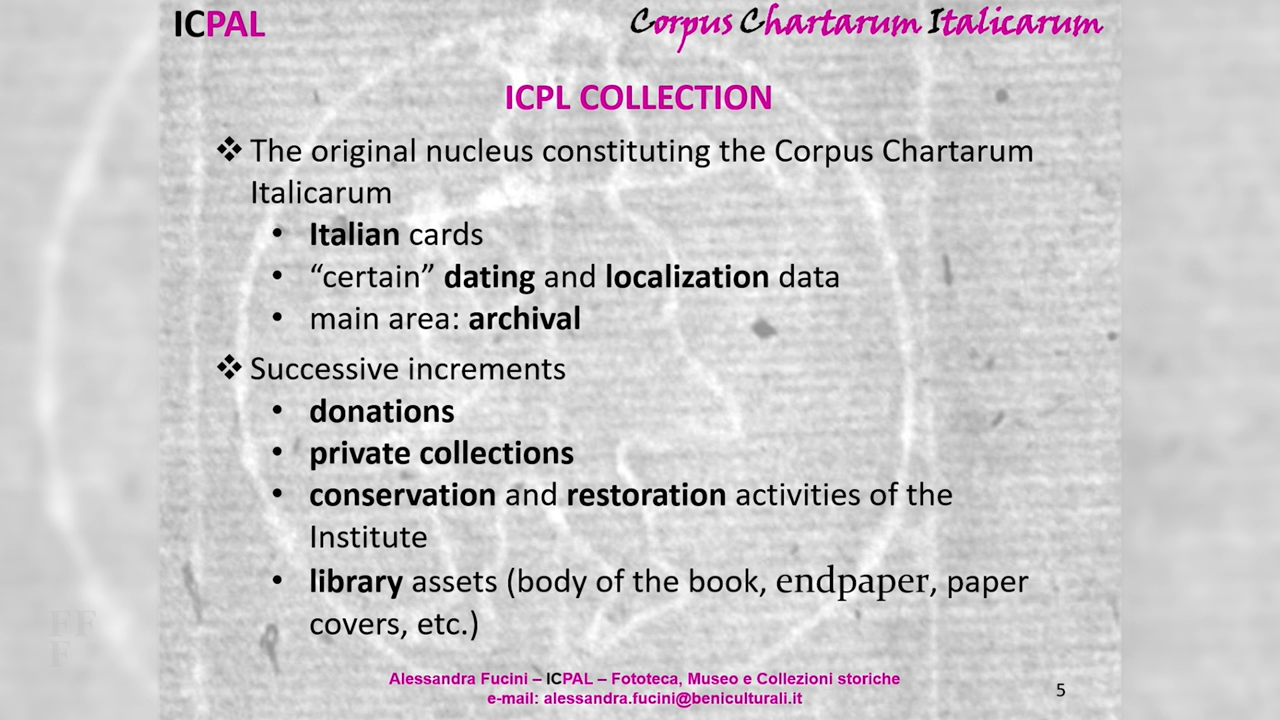 ICPAL
Corpus Chartarum Italicarum
ICPL COLLECTION
❖ The original nucleus constituting the Corpus Chartarum
Italicarum
• Italian cards
• “certain” dating and localization data
• main area: archival
❖ Successive increments
• donations
• private collections
• conservation and restoration activities of the
Institute
• library assets (body of the book, endpaper, paper
covers, etc.)
FF
F
Alessandra Fucini – ICPAL – Fototeca, Museo e Collezioni storiche
e-mail: alessandra.fucini@beniculturali.it
5